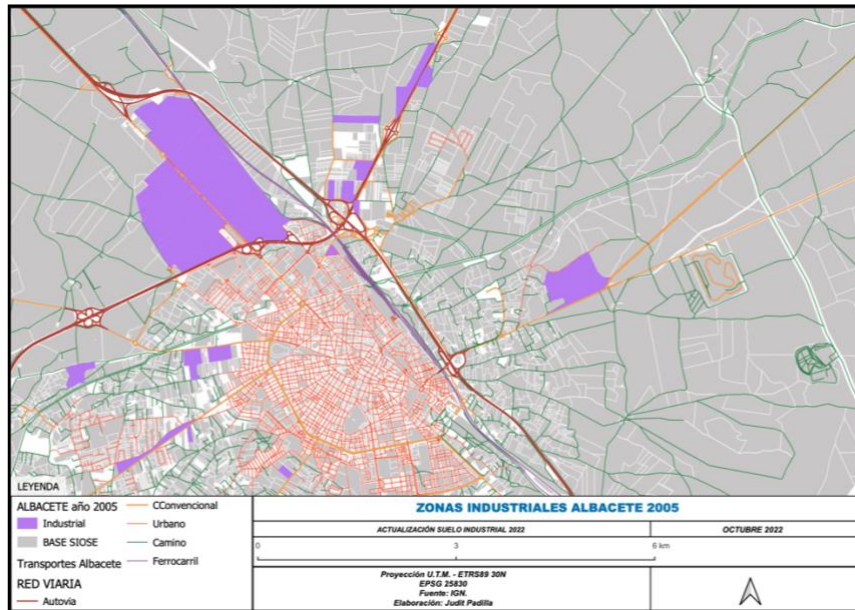 LEYENDA
ALBACETE año 2005
Industrial
BASE SIOSE
Transportes Albacete
RED VIARIA
Autovia
CConvencional
Urbano
Camino
Ferrocarril
ZONAS INDUSTRIALES ALBACETE 2005
ACTUALIZACIÓN SUELO INDUSTRIAL 2022
OCTUBRE 2022
0 3 6 km
Proyección U.T.M. - ETRS89 30N
EPSG 25830
Fuente: IGN.
Elaboración: Judit Padilla